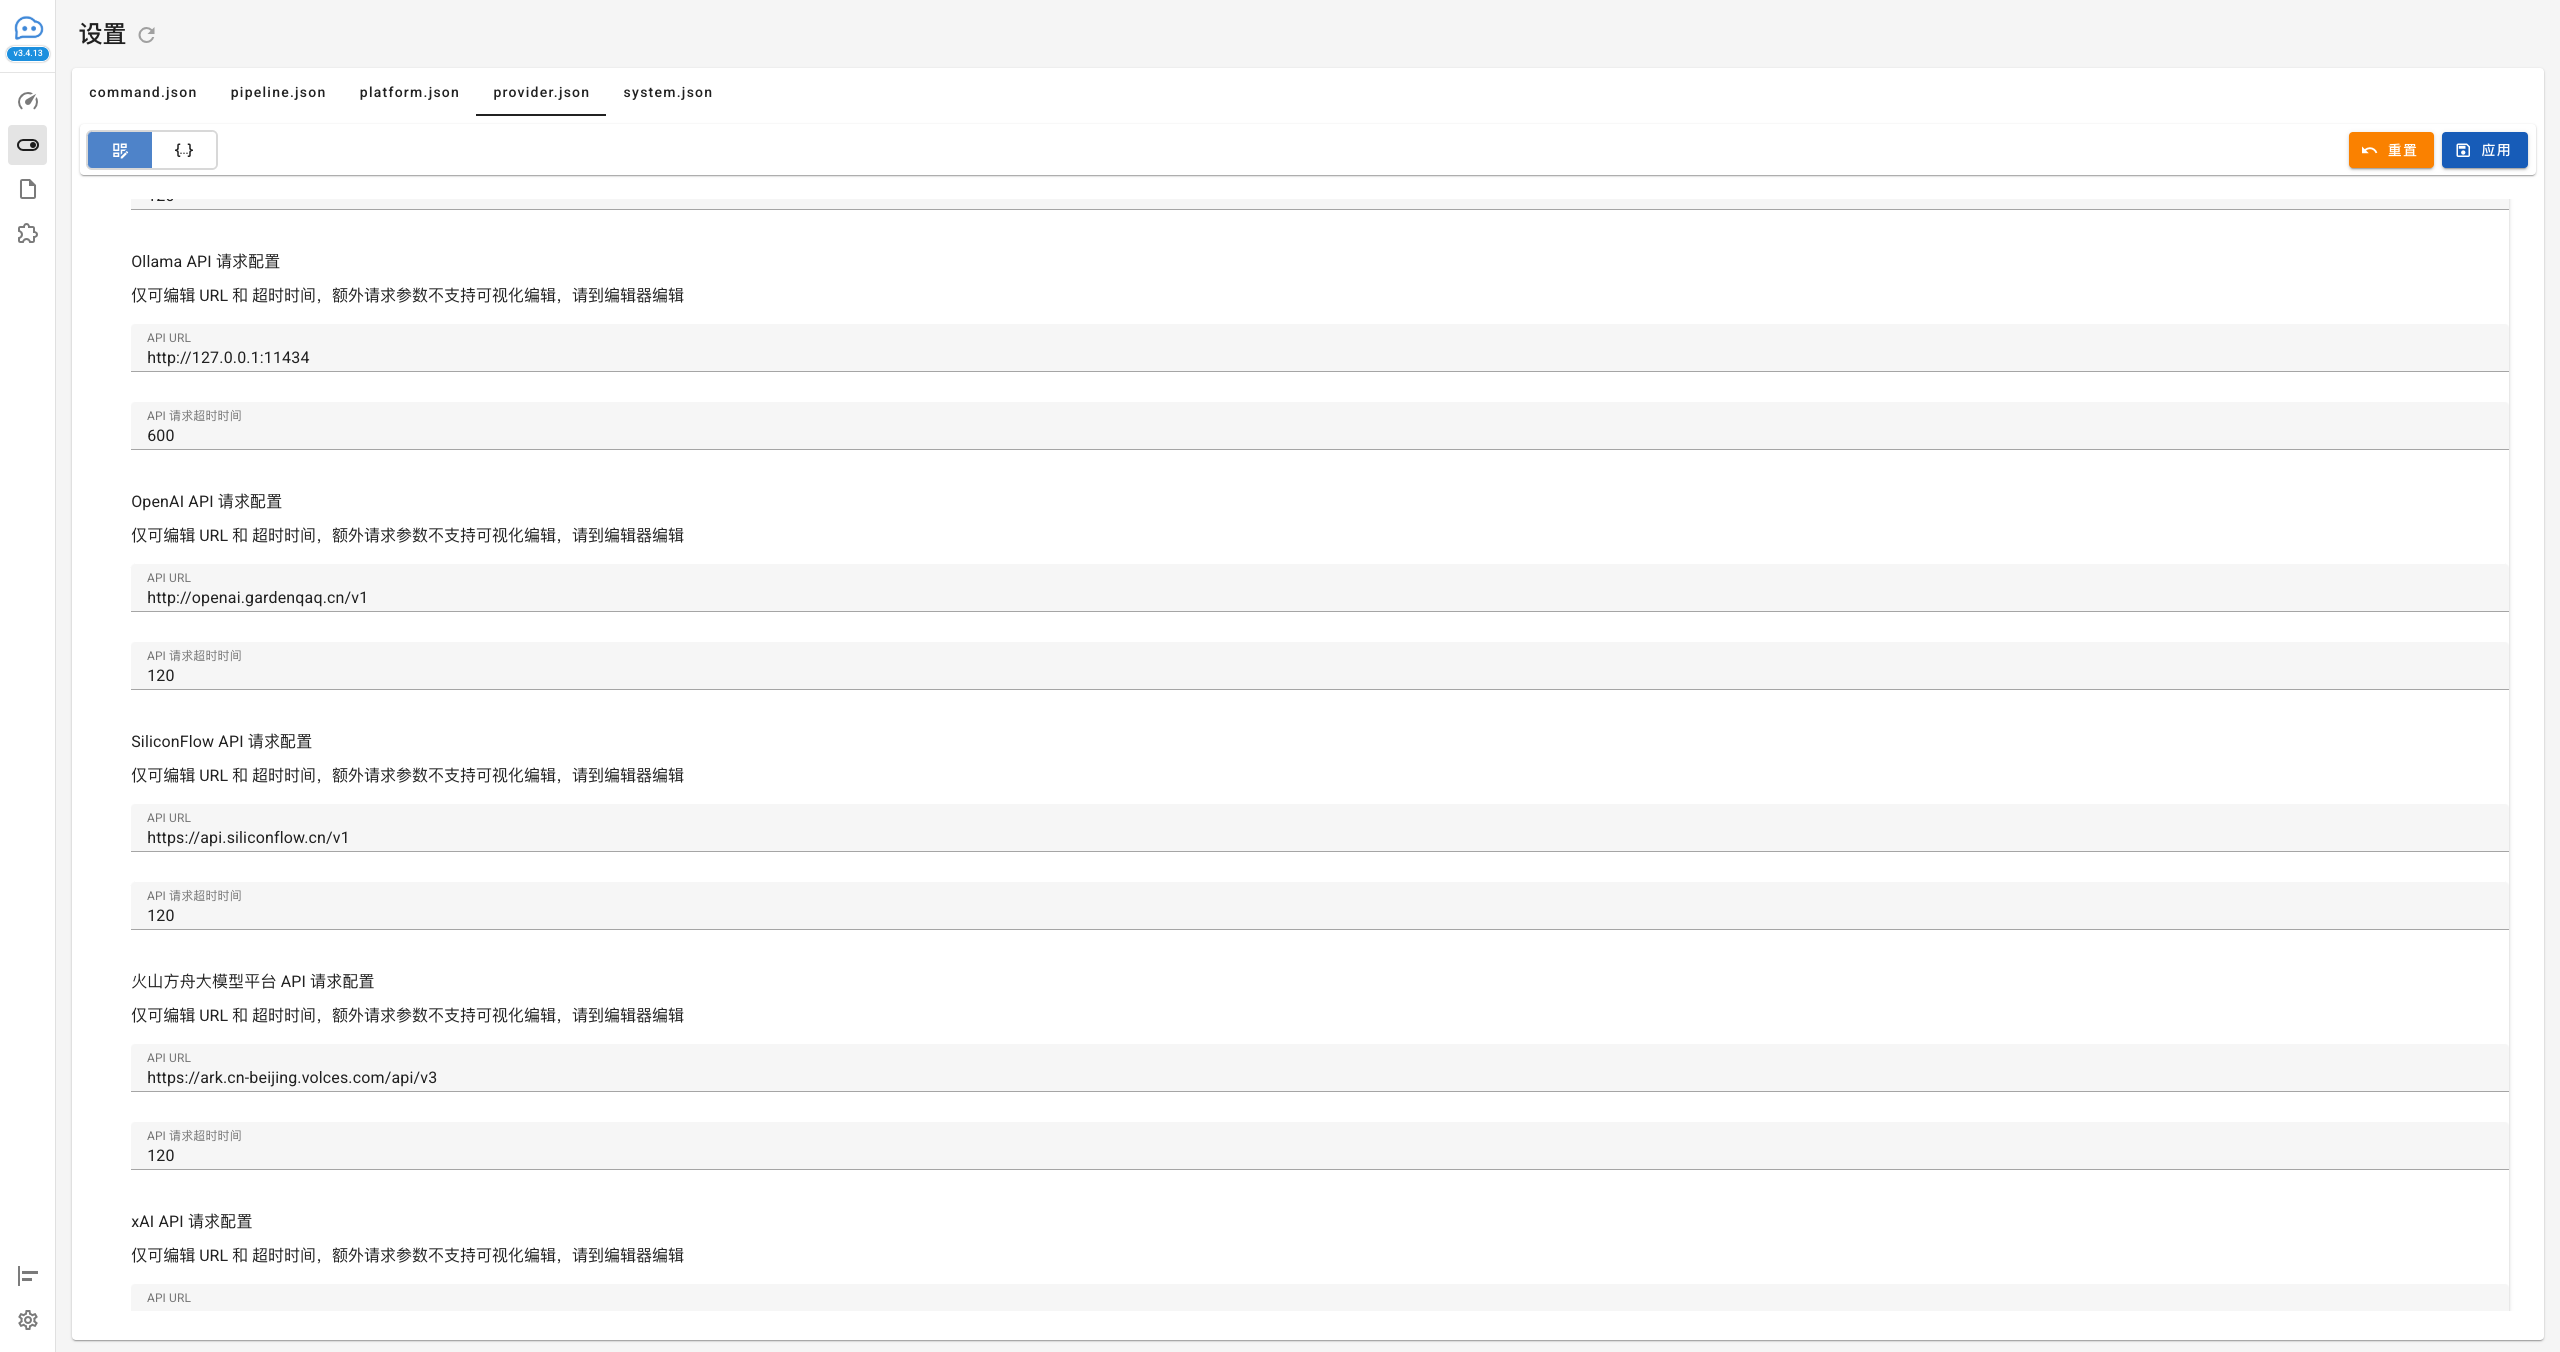 v3.4.13
设置
command.json pipeline.json platform.json provider.json system.json
{..} 重置 应用
Ollama API 请求配置
仅可编辑 URL 和 超时时间，额外请求参数不支持可视化编辑，请到编辑器编辑
API URL
http://127.0.0.1:11434
API 请求超时时间
600
OpenAI API 请求配置
仅可编辑 URL 和 超时时间，额外请求参数不支持可视化编辑，请到编辑器编辑
API URL
http://openai.gardenqaq.cn/v1
API 请求超时时间
120
SiliconFlow API 请求配置
仅可编辑 URL 和 超时时间，额外请求参数不支持可视化编辑，请到编辑器编辑
API URL
https://api.siliconflow.cn/v1
API 请求超时时间
120
火山方舟大模型平台 API 请求配置
仅可编辑 URL 和 超时时间，额外请求参数不支持可视化编辑，请到编辑器编辑
API URL
https://ark.cn-beijing.volces.com/api/v3
API 请求超时时间
120
xAI API 请求配置
仅可编辑 URL 和 超时时间，额外请求参数不支持可视化编辑，请到编辑器编辑
API URL